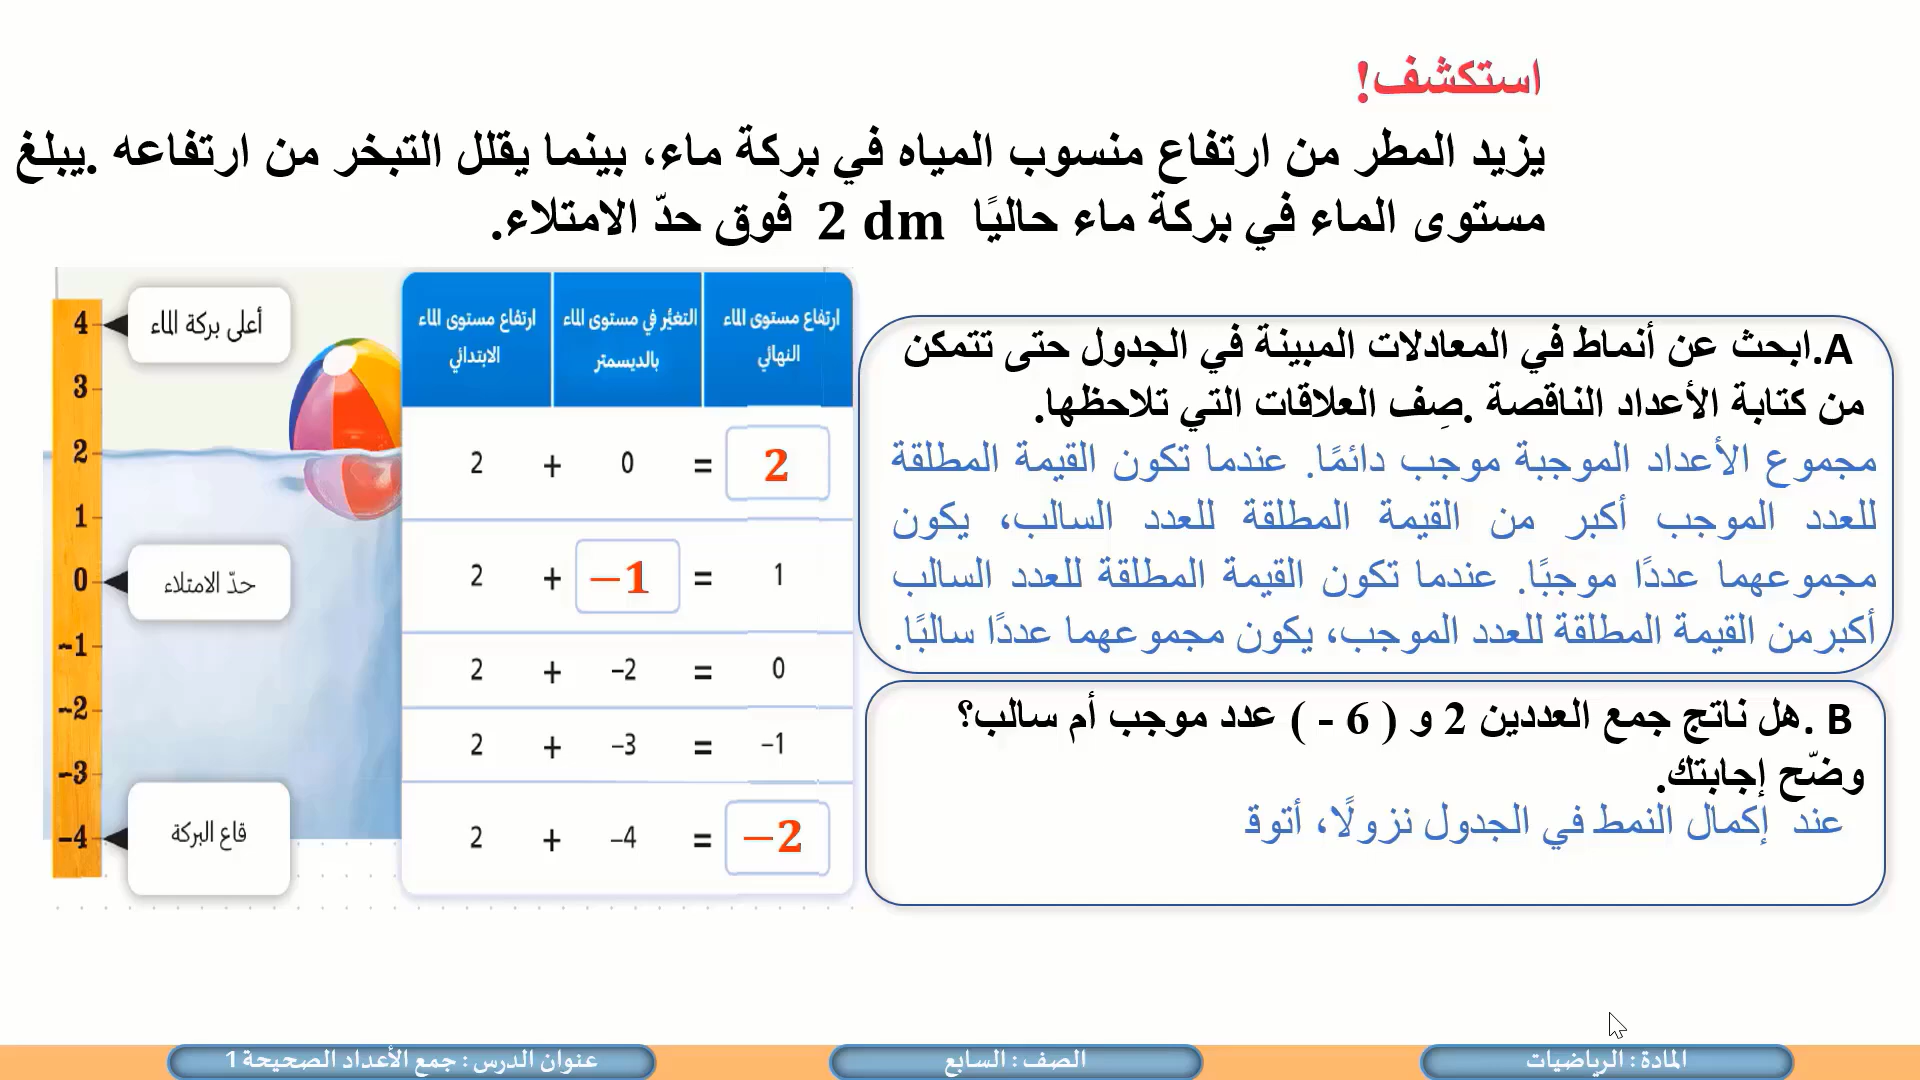 استكشف!
يزيد المطر من ارتفاع منسوب المياه في بركة ماء، بينما يقلل التبخر من ارتفاعه .يبلغ
مستوى الماء في بركة ماء حاليًا 2 dm فوق حدّ الامتلاء.
A.ابحث عن أنماط في المعادلات المبينة في الجدول حتى تتمكن
من كتابة الأعداد الناقصة .صِف العلاقات التي تلاحظها.
مجموع الأعداد الموجبة موجب دائمًا. عندما تكون القيمة المطلقة
للعدد الموجب أكبر من القيمة المطلقة للعدد السالب، يكون
مجموعهما عددًا موجبًا. عندما تكون القيمة المطلقة للعدد السالب
أكبرمن القيمة المطلقة للعدد الموجب، يكون مجموعهما عددًا سالبًا.
B .هل ناتج جمع العددين 2 و ( 6 - ) عدد موجب أم سالب؟
وضّح إجابتك.
عند إكمال النمط في الجدول نزولًا، أتوق
ارتفاع مستوى الماء الابتدائي
التغيّر في مستوى الماء بالديسمتر
ارتفاع مستوى الماء النهائي
2 + 0 = 2
2 + −1 = 1
2 + −2 = 0
2 + −3 = −1
2 + −4 = −2
أعلى بركة الماء
حدّ الامتلاء
قاع البركة
4
3
2
1
0
−1
−2
−3
−4
المادة : الرياضيات
الصف : السابع
عنوان الدرس : جمع الأعداد الصحيحة 1